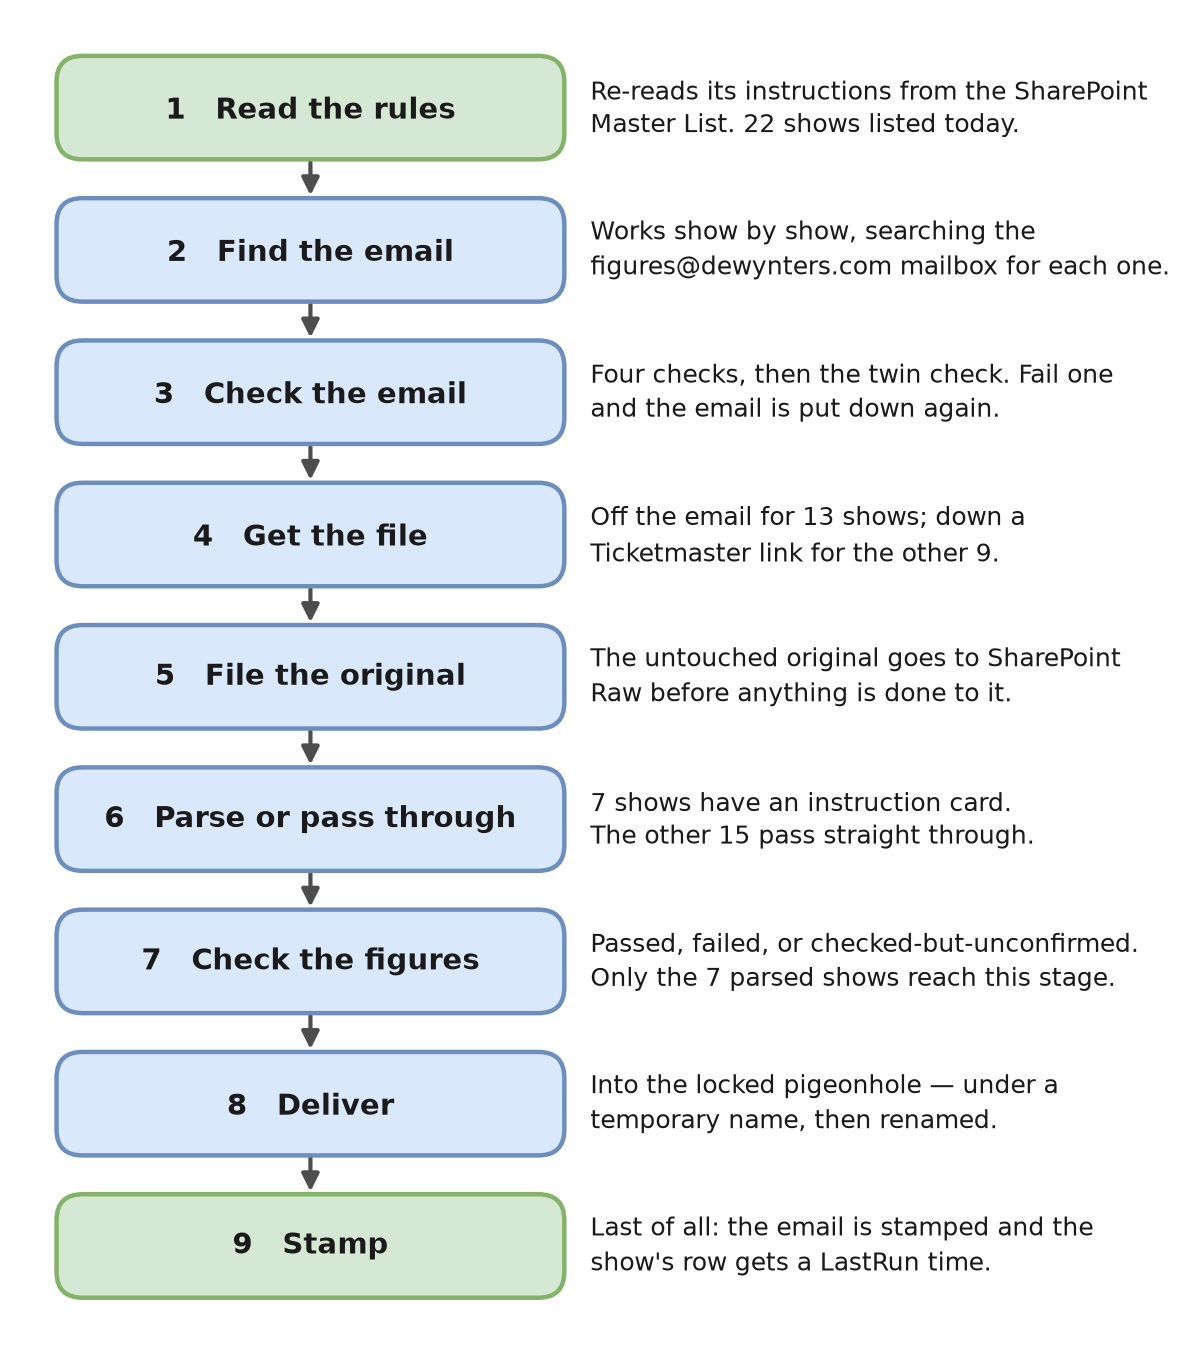 1 Read the rules
Re-reads its instructions from the SharePoint
Master List. 22 shows listed today.
2 Find the email
Works show by show, searching the
figures@dewynters.com mailbox for each one.
3 Check the email
Four checks, then the twin check. Fail one
and the email is put down again.
4 Get the file
Off the email for 13 shows; down a
Ticketmaster link for the other 9.
5 File the original
The untouched original goes to SharePoint
Raw before anything is done to it.
6 Parse or pass through
7 shows have an instruction card.
The other 15 pass straight through.
7 Check the figures
Passed, failed, or checked-but-unconfirmed.
Only the 7 parsed shows reach this stage.
8 Deliver
Into the locked pigeonhole — under a
temporary name, then renamed.
9 Stamp
Last of all: the email is stamped and the
show's row gets a LastRun time.